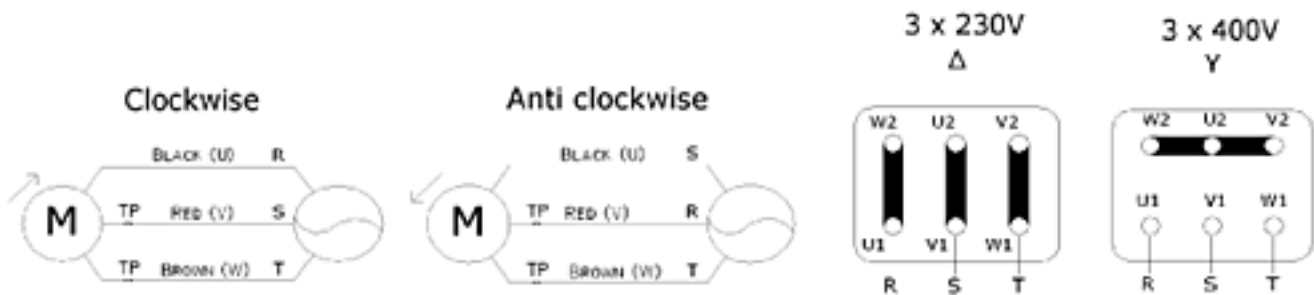 Clockwise
BLACK (U) R
TP RED (V) S
TP BROWN (W) T
M
Anti clockwise
BLACK (U) S
TP RED (V) R
TP BROWN (W) T
M
3 x 230V
Δ
W2 U2 V2
U1 V1 W1
R S T
3 x 400V
Y
W2 U2 V2
U1 V1 W1
R S T